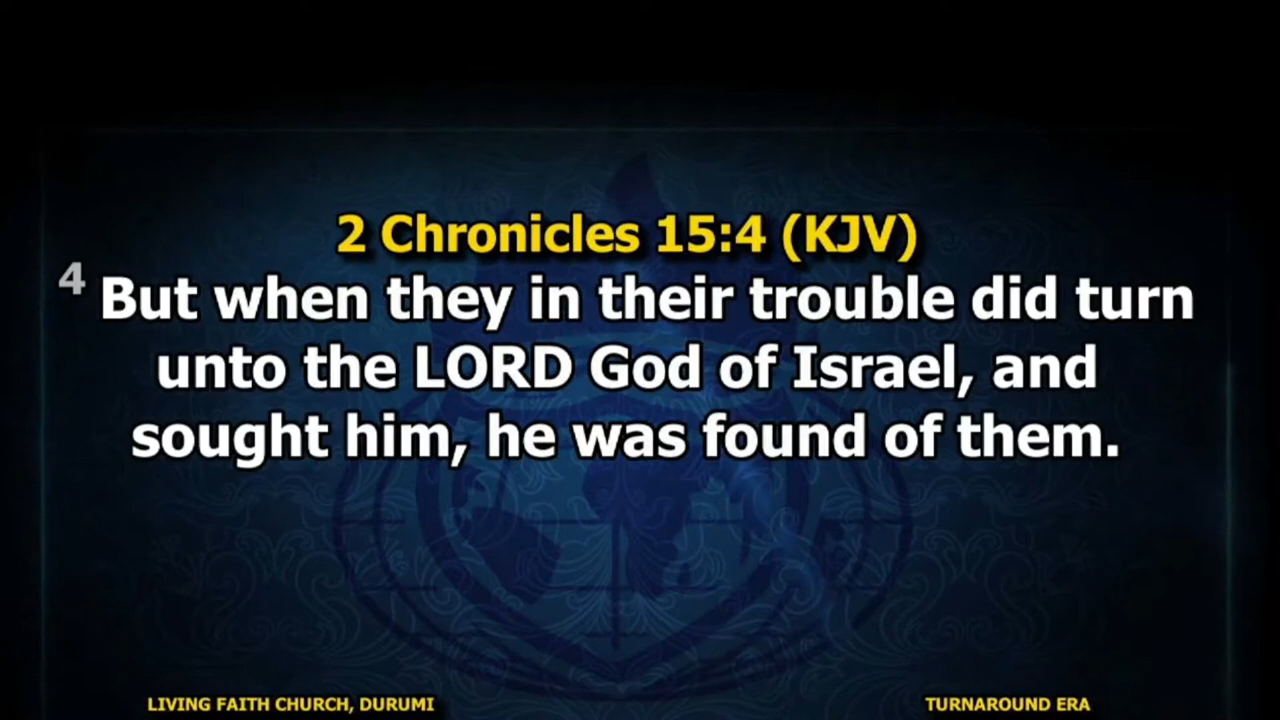 2 Chronicles 15:4 (KJV)
4 But when they in their trouble did turn
unto the LORD God of Israel, and
sought him, he was found of them.
LIVING FAITH CHURCH, DURUMI
TURNAROUND ERA